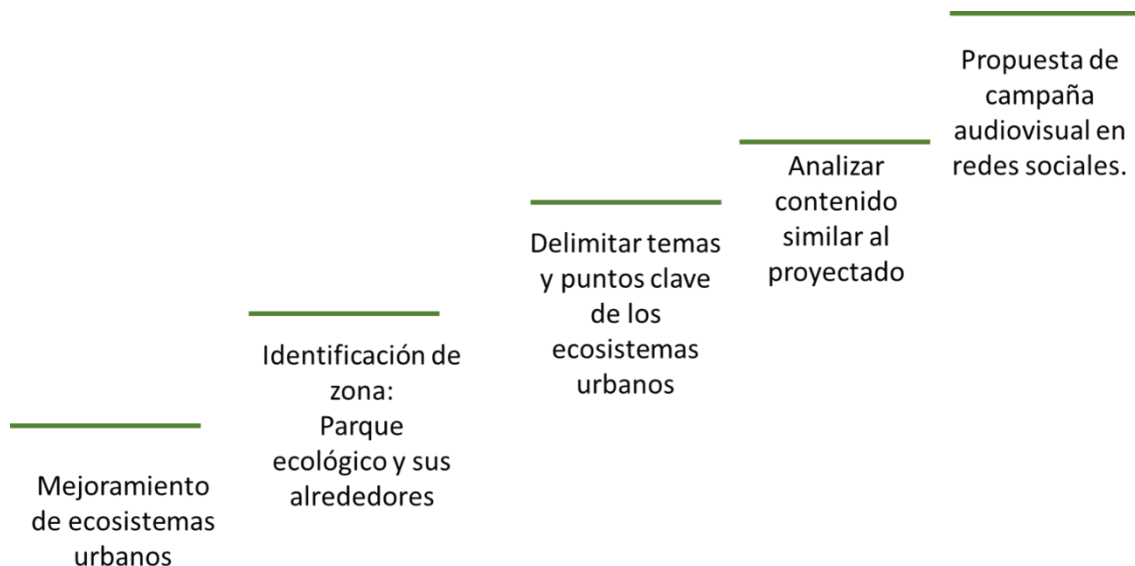 Mejoramiento
de ecosistemas
urbanos
Identificación de
zona:
Parque
ecológico y sus
alrededores
Delimitar temas
y puntos clave
de los
ecosistemas
urbanos
Analizar
contenido
similar al
proyectado
Propuesta de
campaña
audiovisual en
redes sociales.